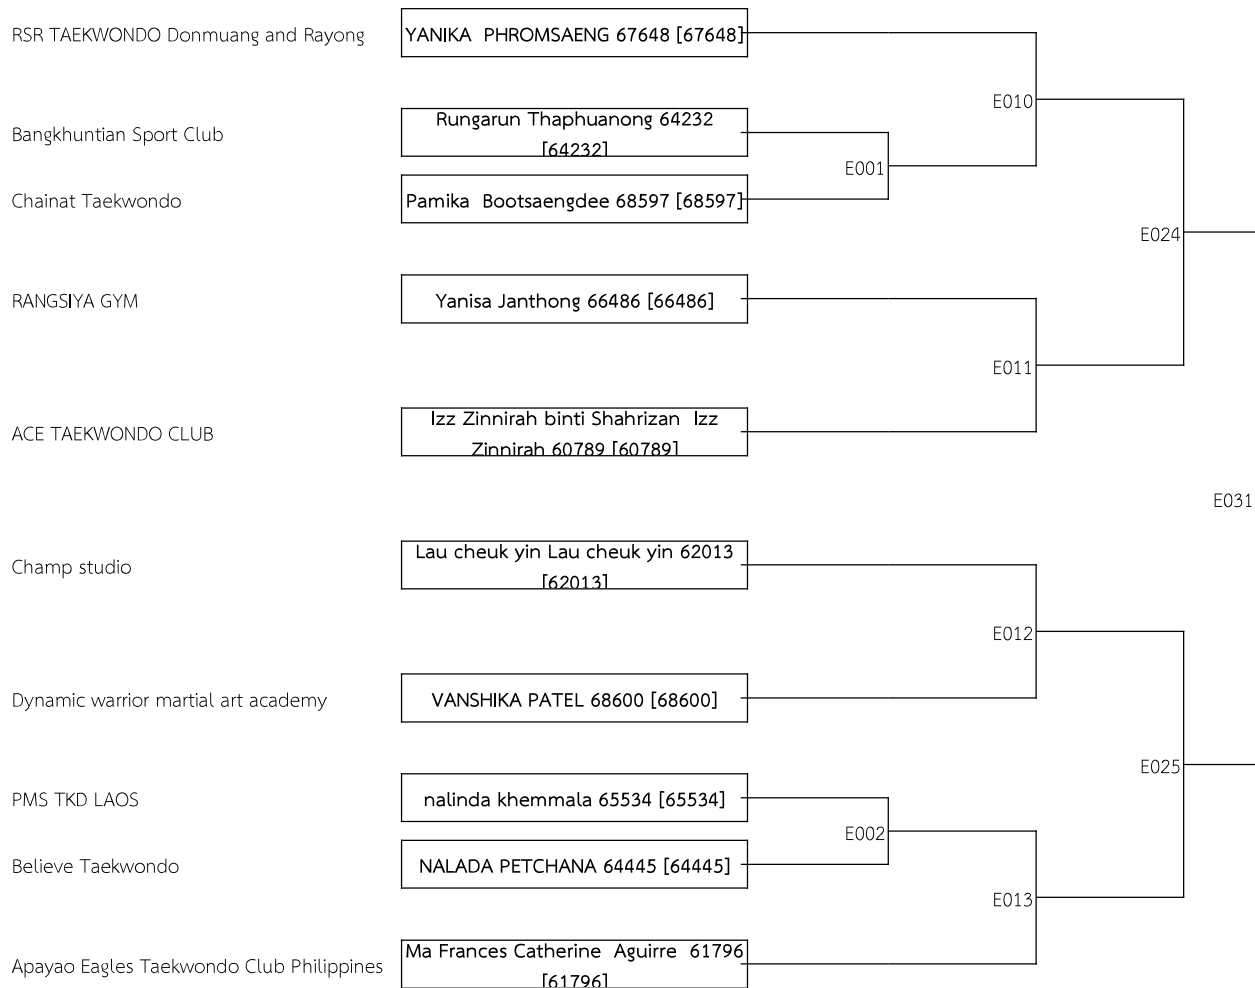 RSR TAEKWONDO Donmuang and Rayong
YANIKA  PHROMSAENG 67648 [67648]
E010
Bangkhuntian Sport Club
Rungarun Thaphuanong 64232
[64232]
E001
Chainat Taekwondo
Pamika  Bootsaengdee 68597 [68597]
E024
RANGSIYA GYM
Yanisa Janthong 66486 [66486]
E011
ACE TAEKWONDO CLUB
Izz Zinnirah binti Shahrizan  Izz
Zinnirah 60789 [60789]
E031
Champ studio
Lau cheuk yin Lau cheuk yin 62013
[62013]
E012
Dynamic warrior martial art academy
VANSHIKA PATEL 68600 [68600]
E025
PMS TKD LAOS
nalinda khemmala 65534 [65534]
E002
Believe Taekwondo
NALADA PETCHANA 64445 [64445]
E013
Apayao Eagles Taekwondo Club Philippines
Ma Frances Catherine  Aguirre  61796
[61796]